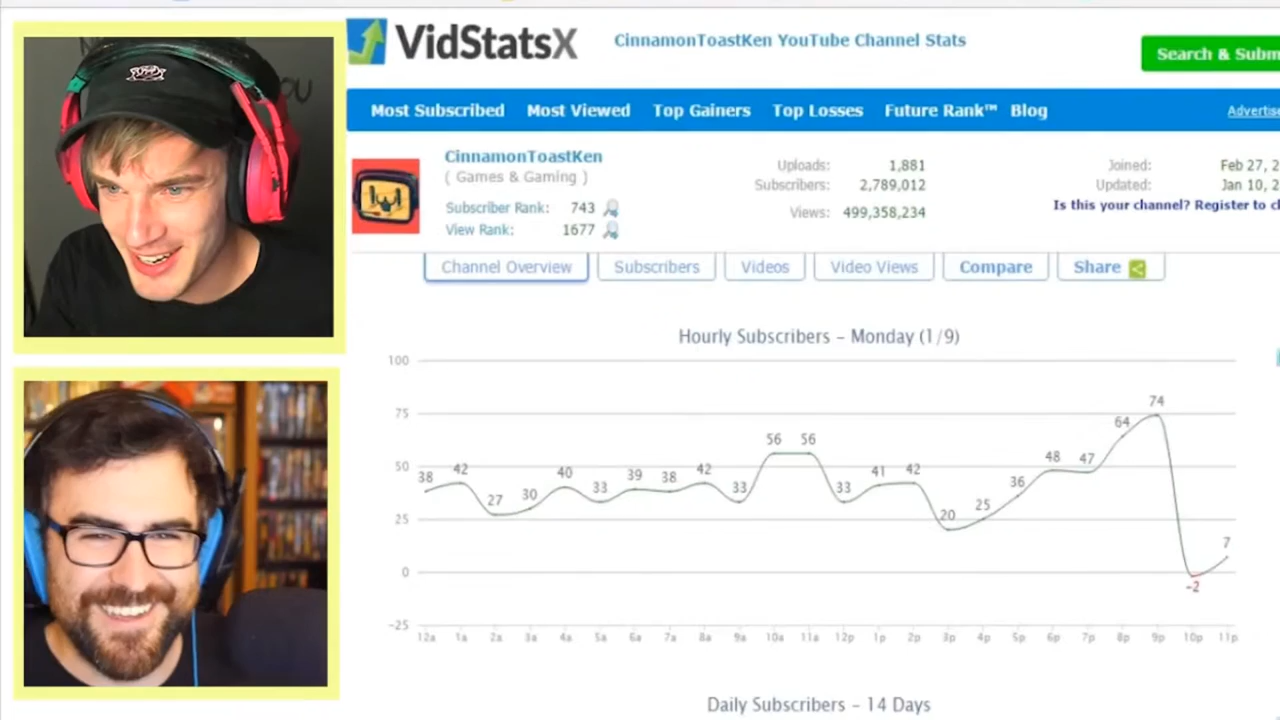 VidStatsX
CinnamonToastKen YouTube Channel Stats
Search & Subm
Most Subscribed Most Viewed Top Gainers Top Losses Future Rank™ Blog
Advertise
CinnamonToastKen
( Games & Gaming )
Subscriber Rank: 743
View Rank: 1677
Uploads: 1,881
Subscribers: 2,789,012
Views: 499,358,234
Joined: Feb 27, 2
Updated: Jan 10, 2
Is this your channel? Register to cl
Channel Overview Subscribers Videos Video Views Compare Share
Hourly Subscribers - Monday (1/9)
100
75
50
25
0
-25
38 42 27 30 40 33 39 38 42 33 56 56 33 41 42 20 25 36 48 47 64 74 -2 7
12a 1a 2a 3a 4a 5a 6a 7a 8a 9a 10a 11a 12p 1p 2p 3p 4p 5p 6p 7p 8p 9p 10p 11p
Daily Subscribers - 14 Days